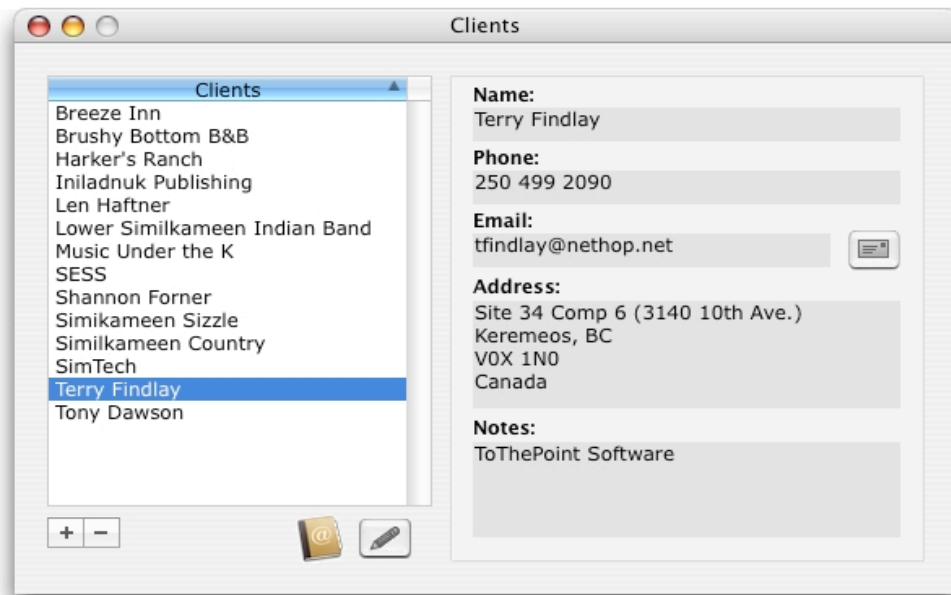 Clients
Clients
Breeze Inn
Brushy Bottom B&B
Harker's Ranch
Iniladnuk Publishing
Len Haftner
Lower Similkameen Indian Band
Music Under the K
SESS
Shannon Forner
Simikameen Sizzle
Similkameen Country
SimTech
Terry Findlay
Tony Dawson
Name:
Terry Findlay
Phone:
250 499 2090
Email:
tfindlay@nethop.net
Address:
Site 34 Comp 6 (3140 10th Ave.)
Keremeos, BC
V0X 1N0
Canada
Notes:
ToThePoint Software